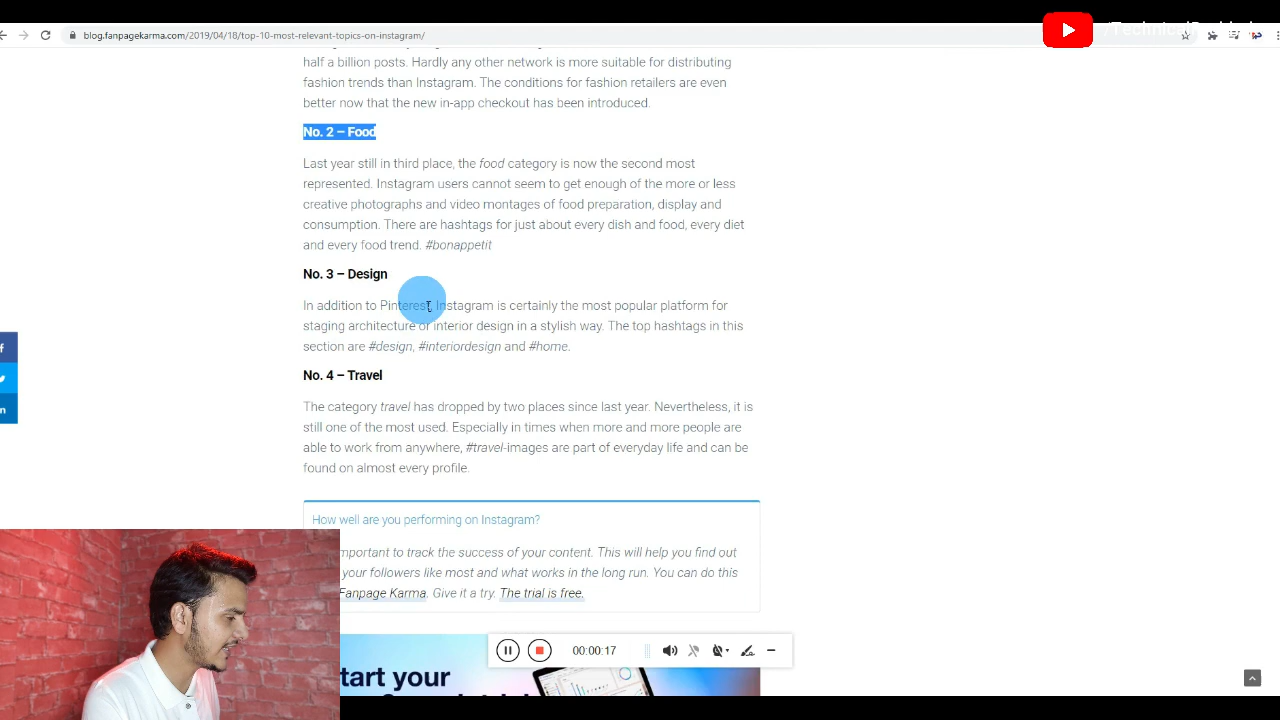 blog.fanpagekarma.com/2019/04/18/top-10-most-relevant-topics-on-instagram/
half a billion posts. Hardly any other network is more suitable for distributing
fashion trends than Instagram. The conditions for fashion retailers are even
better now that the new in-app checkout has been introduced.
No. 2 – Food
Last year still in third place, the food category is now the second most
represented. Instagram users cannot seem to get enough of the more or less
creative photographs and video montages of food preparation, display and
consumption. There are hashtags for just about every dish and food, every diet
and every food trend. #bonappetit
No. 3 – Design
In addition to Pinterest, Instagram is certainly the most popular platform for
staging architecture or interior design in a stylish way. The top hashtags in this
section are #design, #interiordesign and #home.
No. 4 – Travel
The category travel has dropped by two places since last year. Nevertheless, it is
still one of the most used. Especially in times when more and more people are
able to work from anywhere, #travel-images are part of everyday life and can be
found on almost every profile.
How well are you performing on Instagram?
mportant to track the success of your content. This will help you find out
your followers like most and what works in the long run. You can do this
Fanpage Karma. Give it a try. The trial is free.
00:00:17
tart your